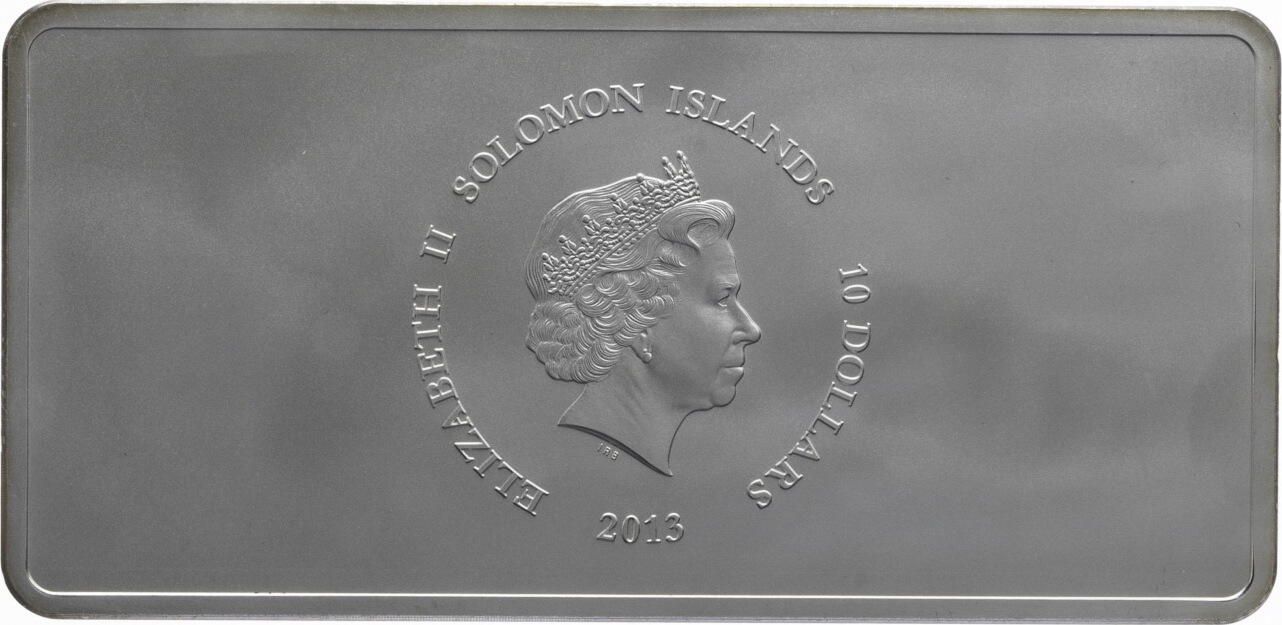 ELIZABETH II SOLOMON ISLANDS 10 DOLLARS
IRB
2013